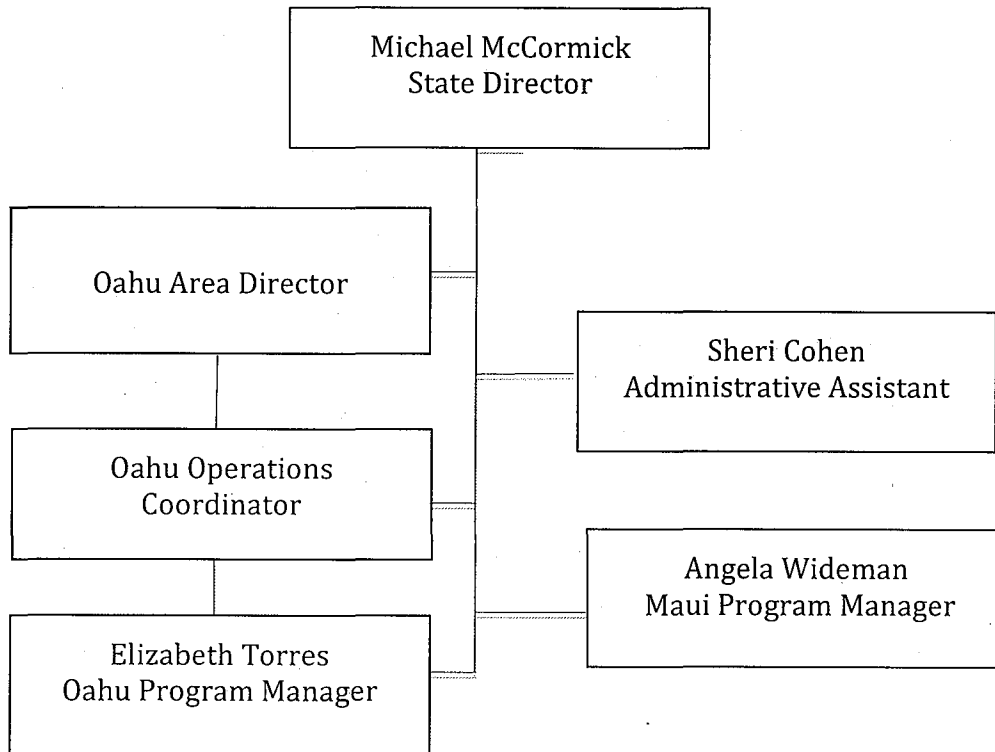 Michael McCormick
State Director
Oahu Area Director
Sheri Cohen
Administrative Assistant
Oahu Operations
Coordinator
Angela Wideman
Maui Program Manager
Elizabeth Torres
Oahu Program Manager